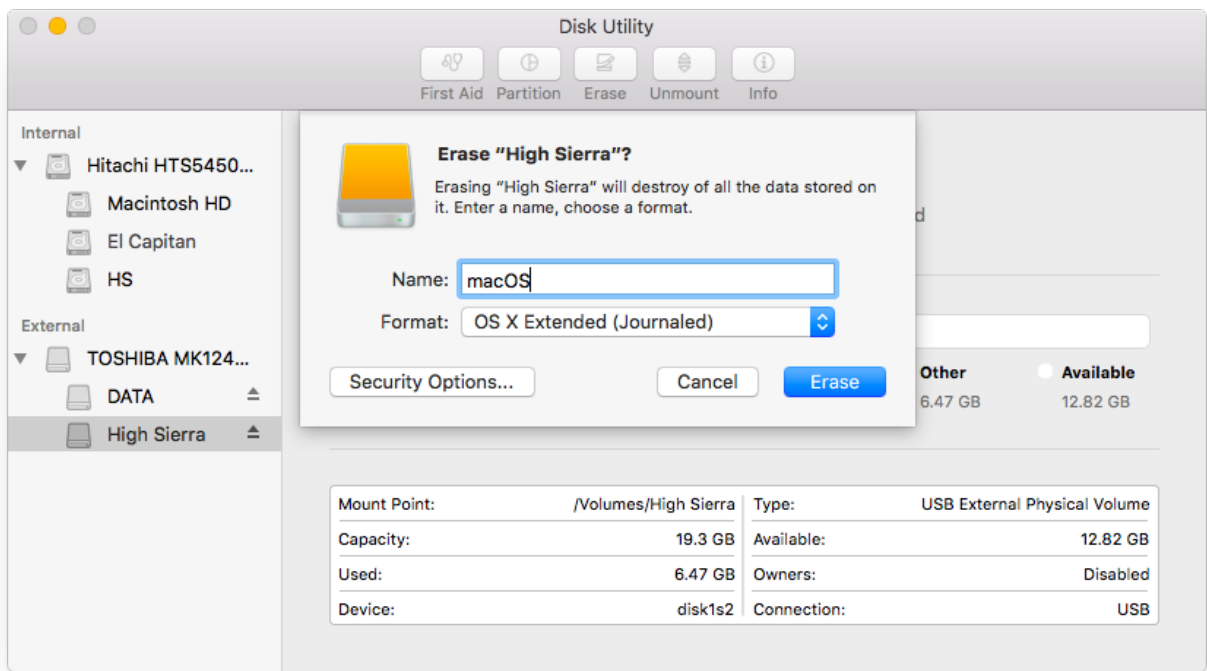 Disk Utility
First Aid Partition Erase Unmount Info
Internal
Hitachi HTS5450...
Macintosh HD
El Capitan
HS
External
TOSHIBA MK124...
DATA
High Sierra
Erase “High Sierra”?
Erasing “High Sierra” will destroy of all the data stored on
it. Enter a name, choose a format.
Name: macOS
Format: OS X Extended (Journaled)
Security Options... Cancel Erase
d
Other Available
6.47 GB 12.82 GB
Mount Point: /Volumes/High Sierra Type: USB External Physical Volume
Capacity: 19.3 GB Available: 12.82 GB
Used: 6.47 GB Owners: Disabled
Device: disk1s2 Connection: USB